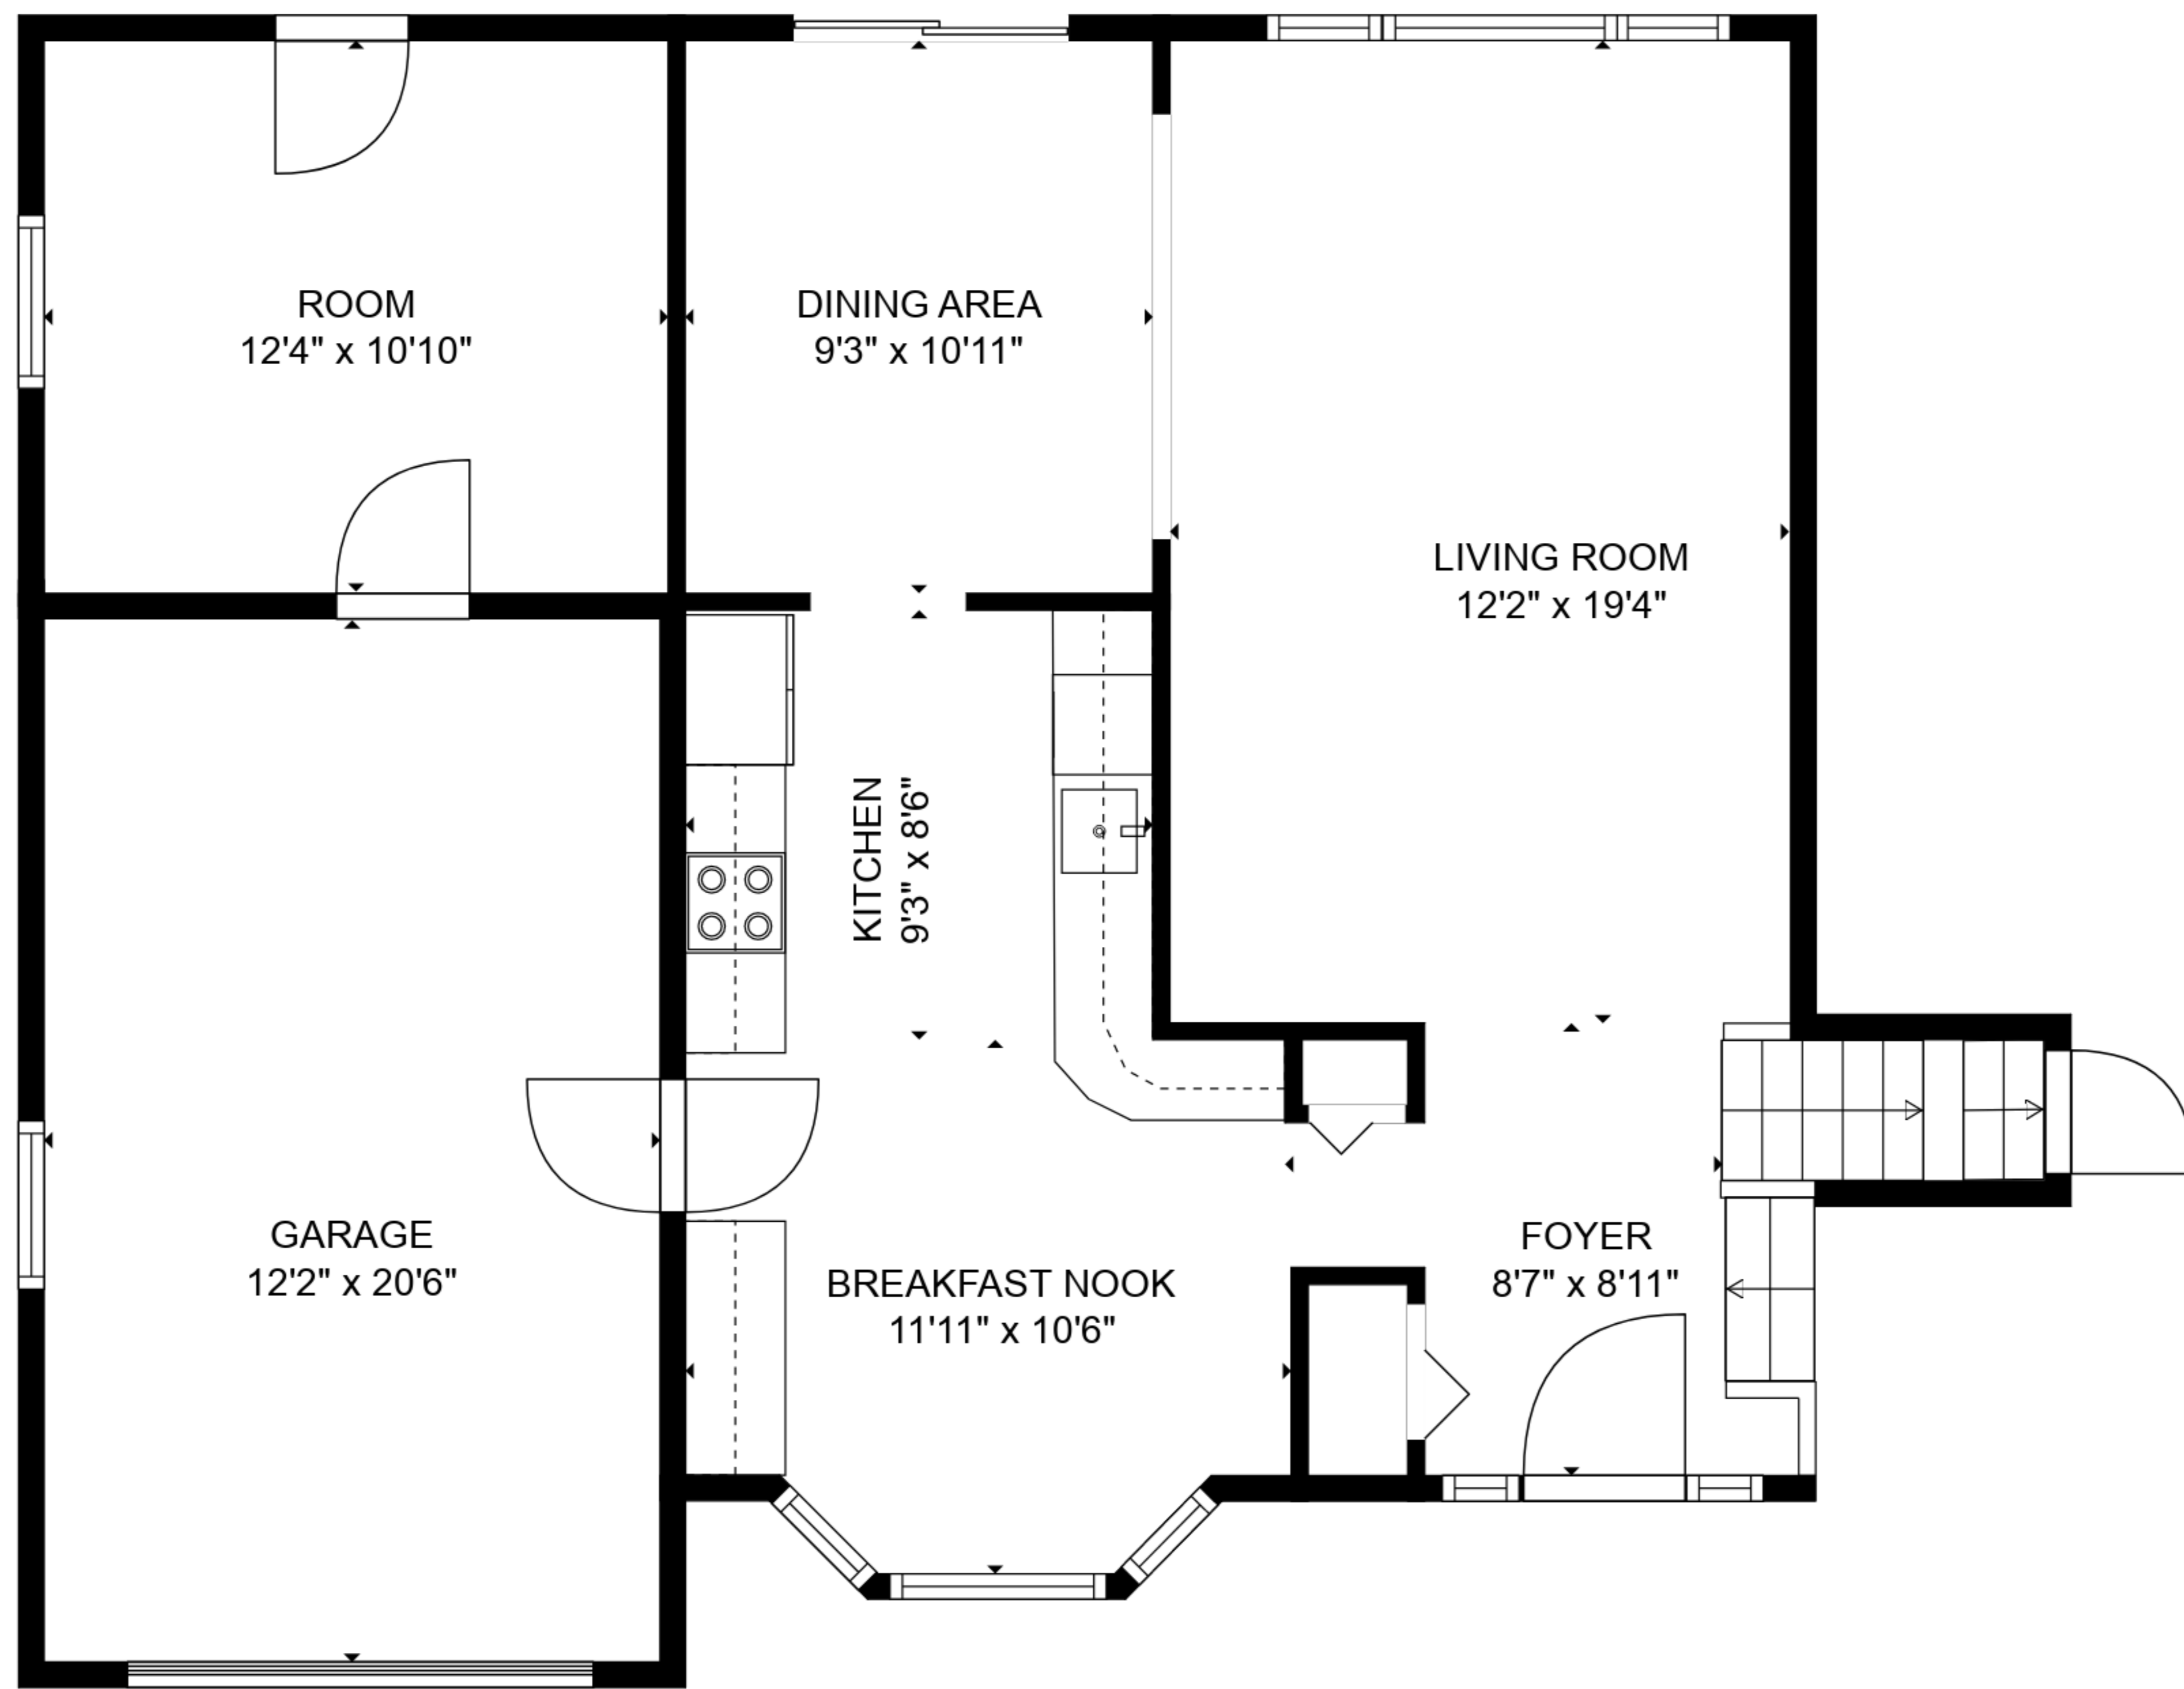 ROOM
12'4" x 10'10"
DINING AREA
9'3" x 10'11"
LIVING ROOM
12'2" x 19'4"
KITCHEN
9'3" x 8'6"
GARAGE
12'2" x 20'6"
BREAKFAST NOOK
11'11" x 10'6"
FOYER
8'7" x 8'11"